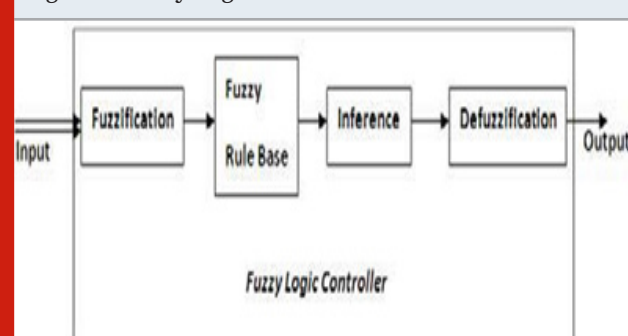 Fuzzification
Fuzzy
Rule Base
Inference
Defuzzification
Input
Output
Fuzzy Logic Controller